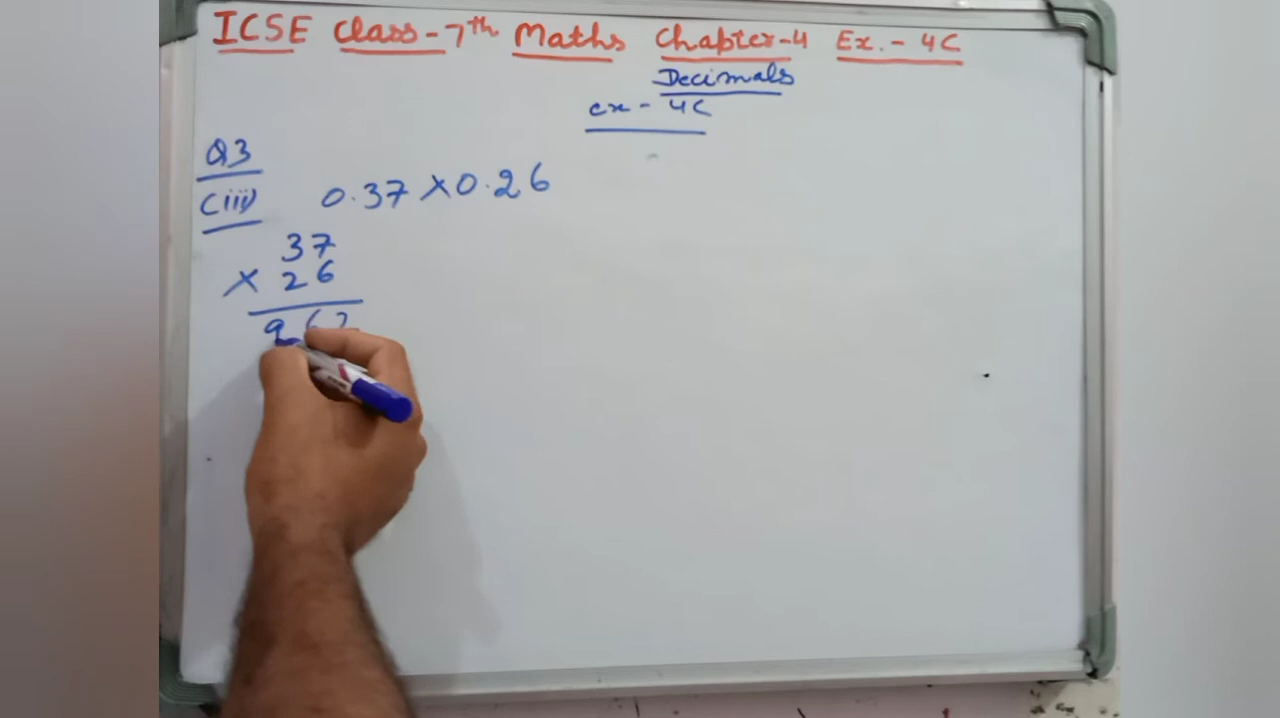 ICSE Class-7th Maths Chapter-4 Ex.-4C
Decimals
ex- 4C
Q3
(iii) 0.37×0.26
37
× 26